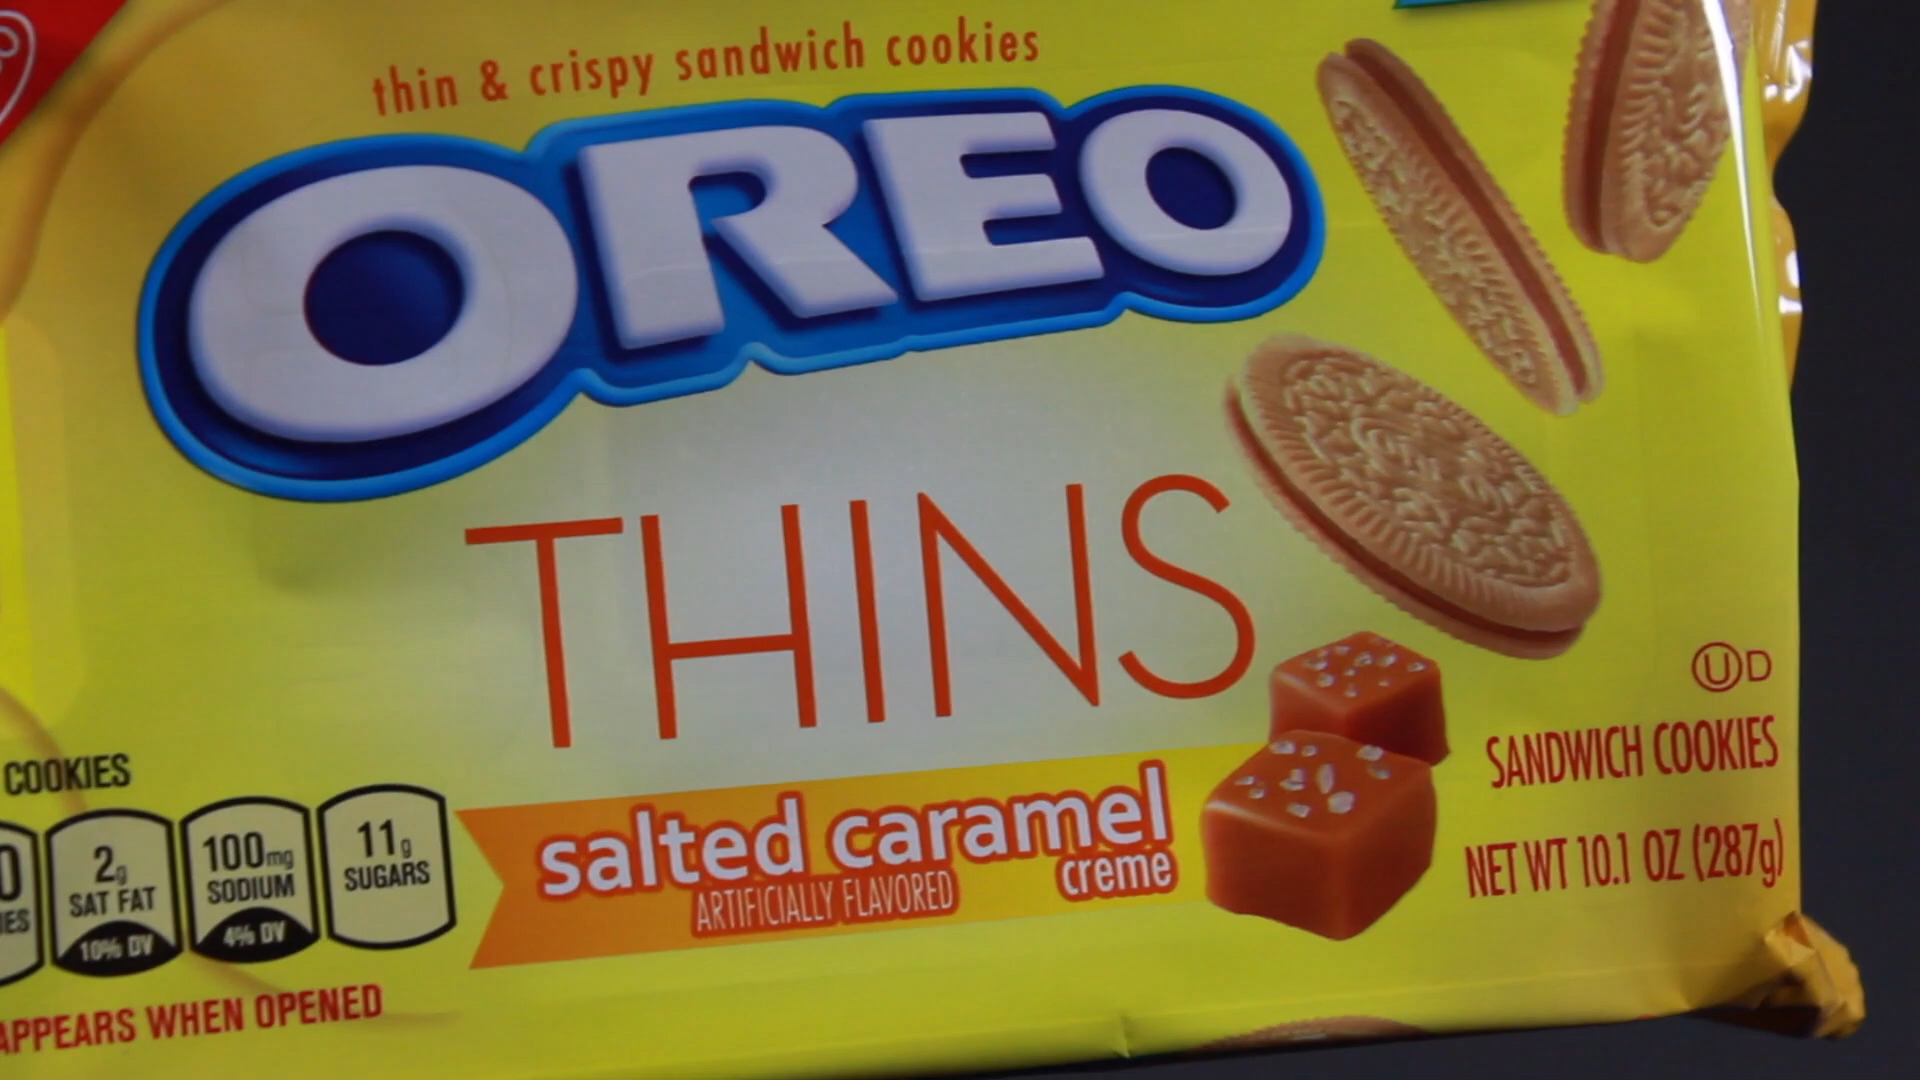 thin & crispy sandwich cookies
OREO
THINS
salted caramel
creme
ARTIFICIALLY FLAVORED
UD
SANDWICH COOKIES
NET WT 10.1 OZ (287g)
COOKIES
2g
SAT FAT
10% DV
100mg
SODIUM
4% DV
11g
SUGARS
APPEARS WHEN OPENED